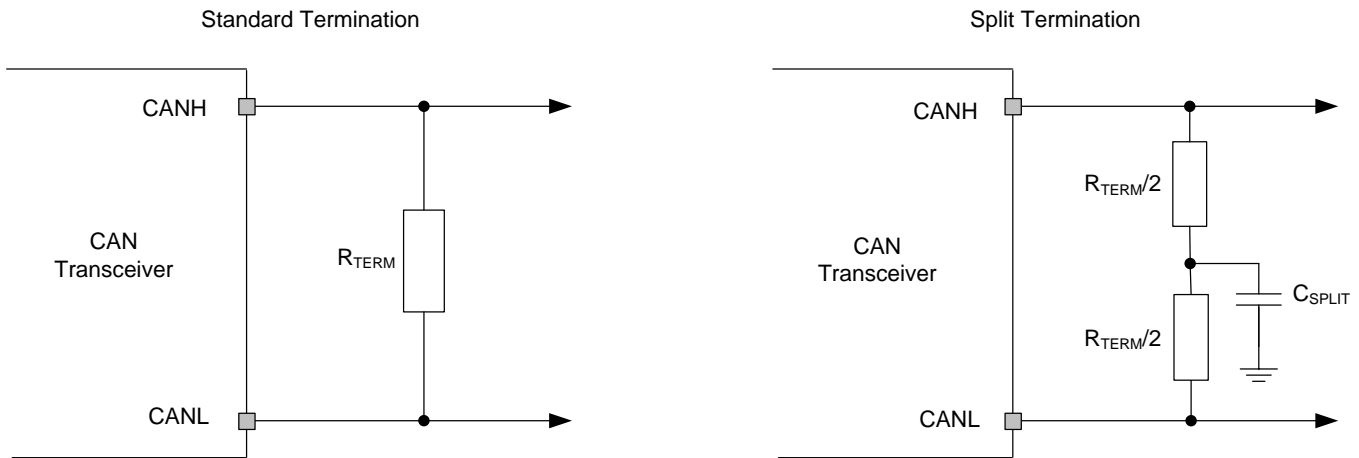 Standard Termination
CANH
CAN
Transceiver
RTERM
CANL
Split Termination
CANH
RTERM/2
CAN
Transceiver
CSPLIT
RTERM/2
CANL